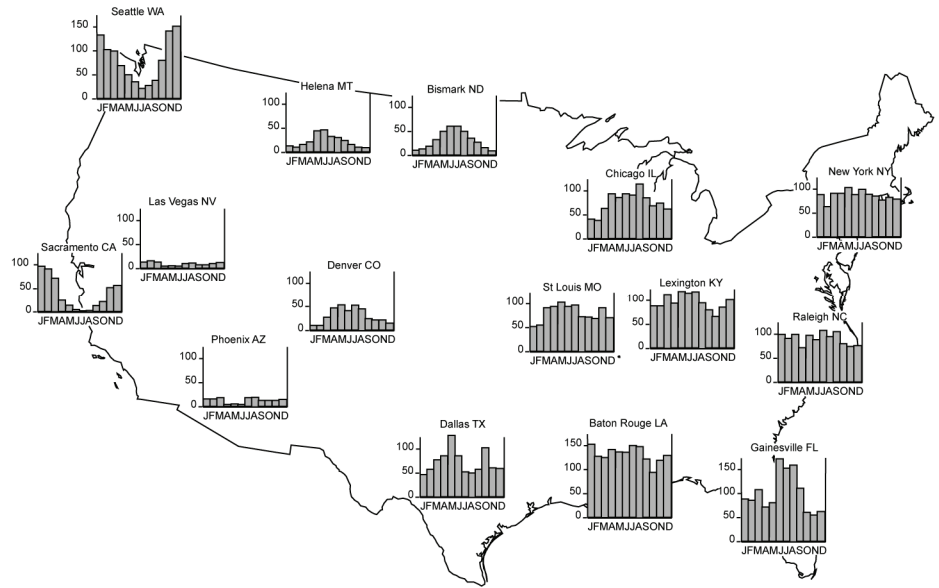 Seattle WA
150
100
50
0
JFMAMJJASOND
Helena MT
100
50
0
JFMAMJJASOND
Bismark ND
100
50
0
JFMAMJJASOND
Chicago IL
100
50
0
JFMAMJJASOND
New York NY
100
50
0
JFMAMJJASOND
Las Vegas NV
100
50
0
JFMAMJJASOND
Sacramento CA
100
50
0
JFMAMJJASOND
Denver CO
100
50
0
JFMAMJJASOND
St Louis MO
100
50
0
JFMAMJJASOND
Lexington KY
100
50
0
JFMAMJJASOND
Raleigh NC
100
50
0
JFMAMJJASOND
Phoenix AZ
100
50
0
JFMAMJJASOND
Dallas TX
100
50
0
JFMAMJJASOND
Baton Rouge LA
150
100
50
0
JFMAMJJASOND
Gainesville FL
150
100
50
0
JFMAMJJASOND